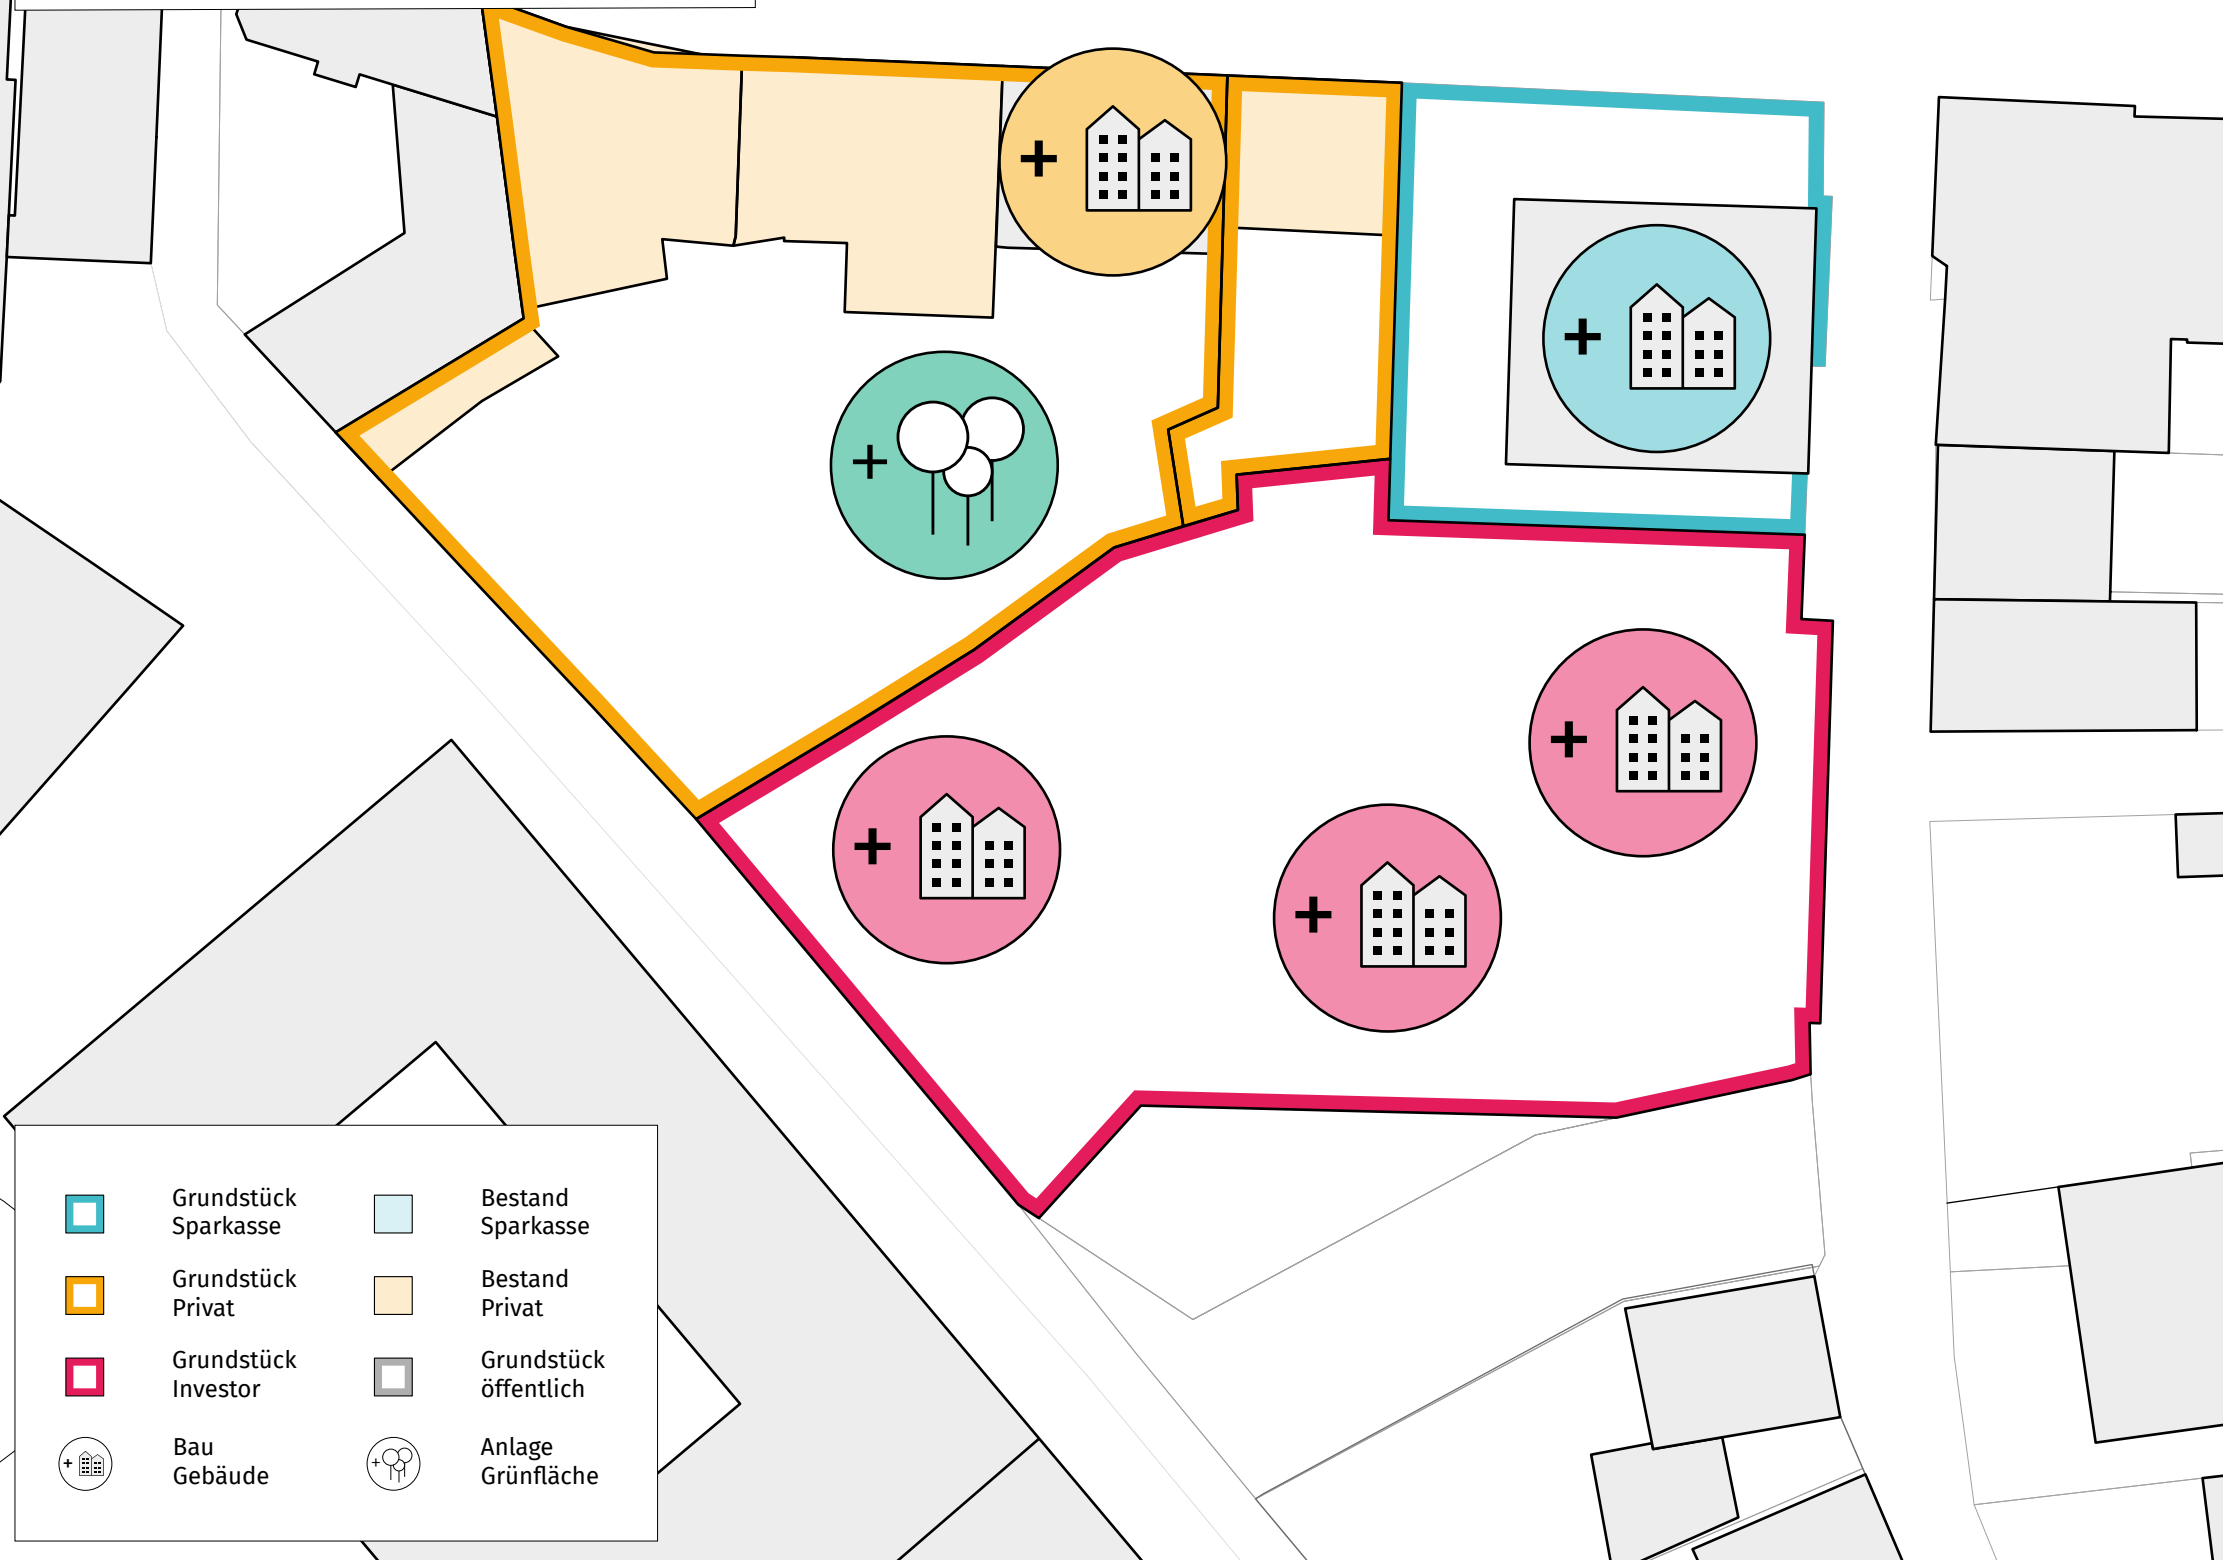 Grundstück
Sparkasse
Bestand
Sparkasse
Grundstück
Privat
Bestand
Privat
Grundstück
Investor
Grundstück
öffentlich
Bau
Gebäude
Anlage
Grünfläche